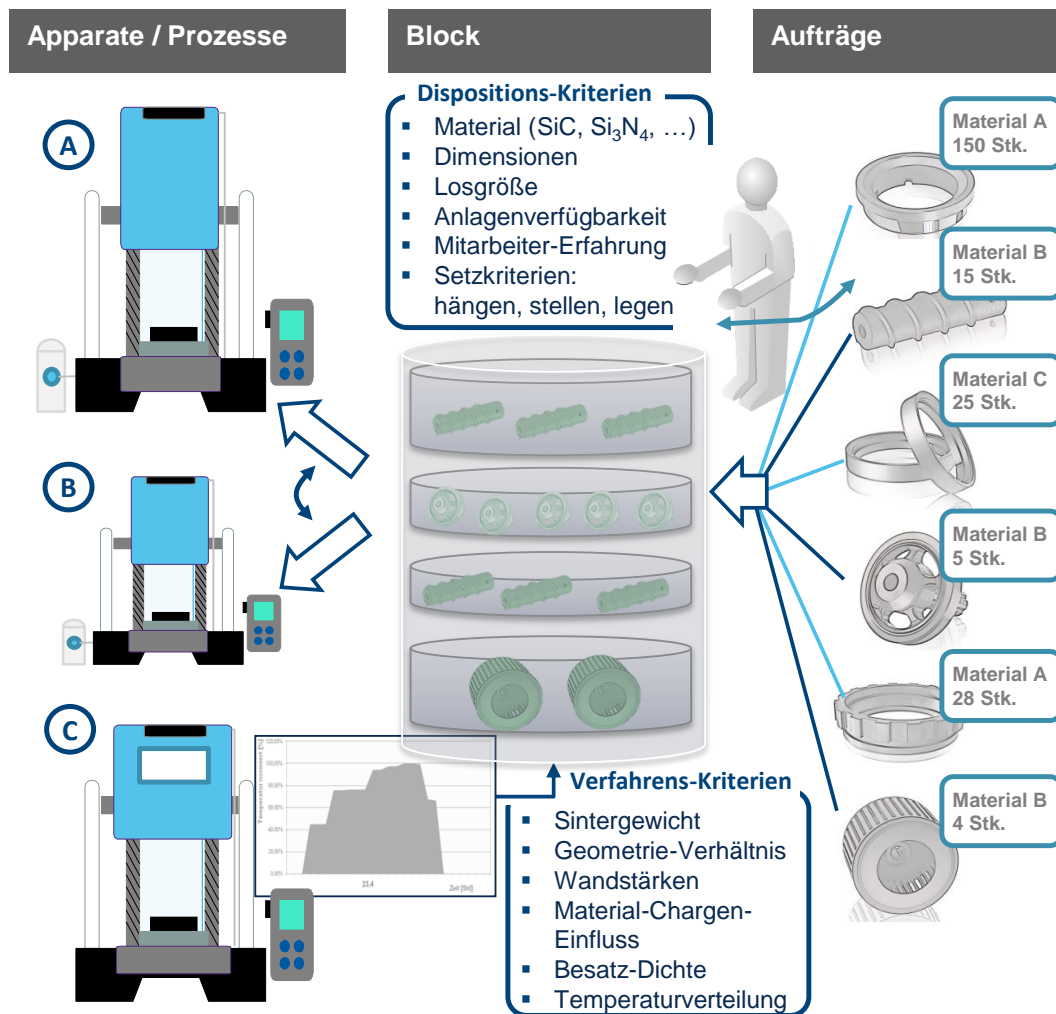 Apparate / Prozesse
Block
Aufträge
Dispositions-Kriterien
▪ Material (SiC, Si₃N₄, …)
▪ Dimensionen
▪ Losgröße
▪ Anlagenverfügbarkeit
▪ Mitarbeiter-Erfahrung
▪ Setzkriterien:
hängen, stellen, legen
A
B
C
Material A
150 Stk.
Material B
15 Stk.
Material C
25 Stk.
Material B
5 Stk.
Material A
28 Stk.
Material B
4 Stk.
Temperatur normiert [%]
120,00%
100,00%
80,00%
60,00%
40,00%
20,00%
0,00%
23,4
Zeit [Std]
Verfahrens-Kriterien
▪ Sintergewicht
▪ Geometrie-Verhältnis
▪ Wandstärken
▪ Material-Chargen-
Einfluss
▪ Besatz-Dichte
▪ Temperaturverteilung